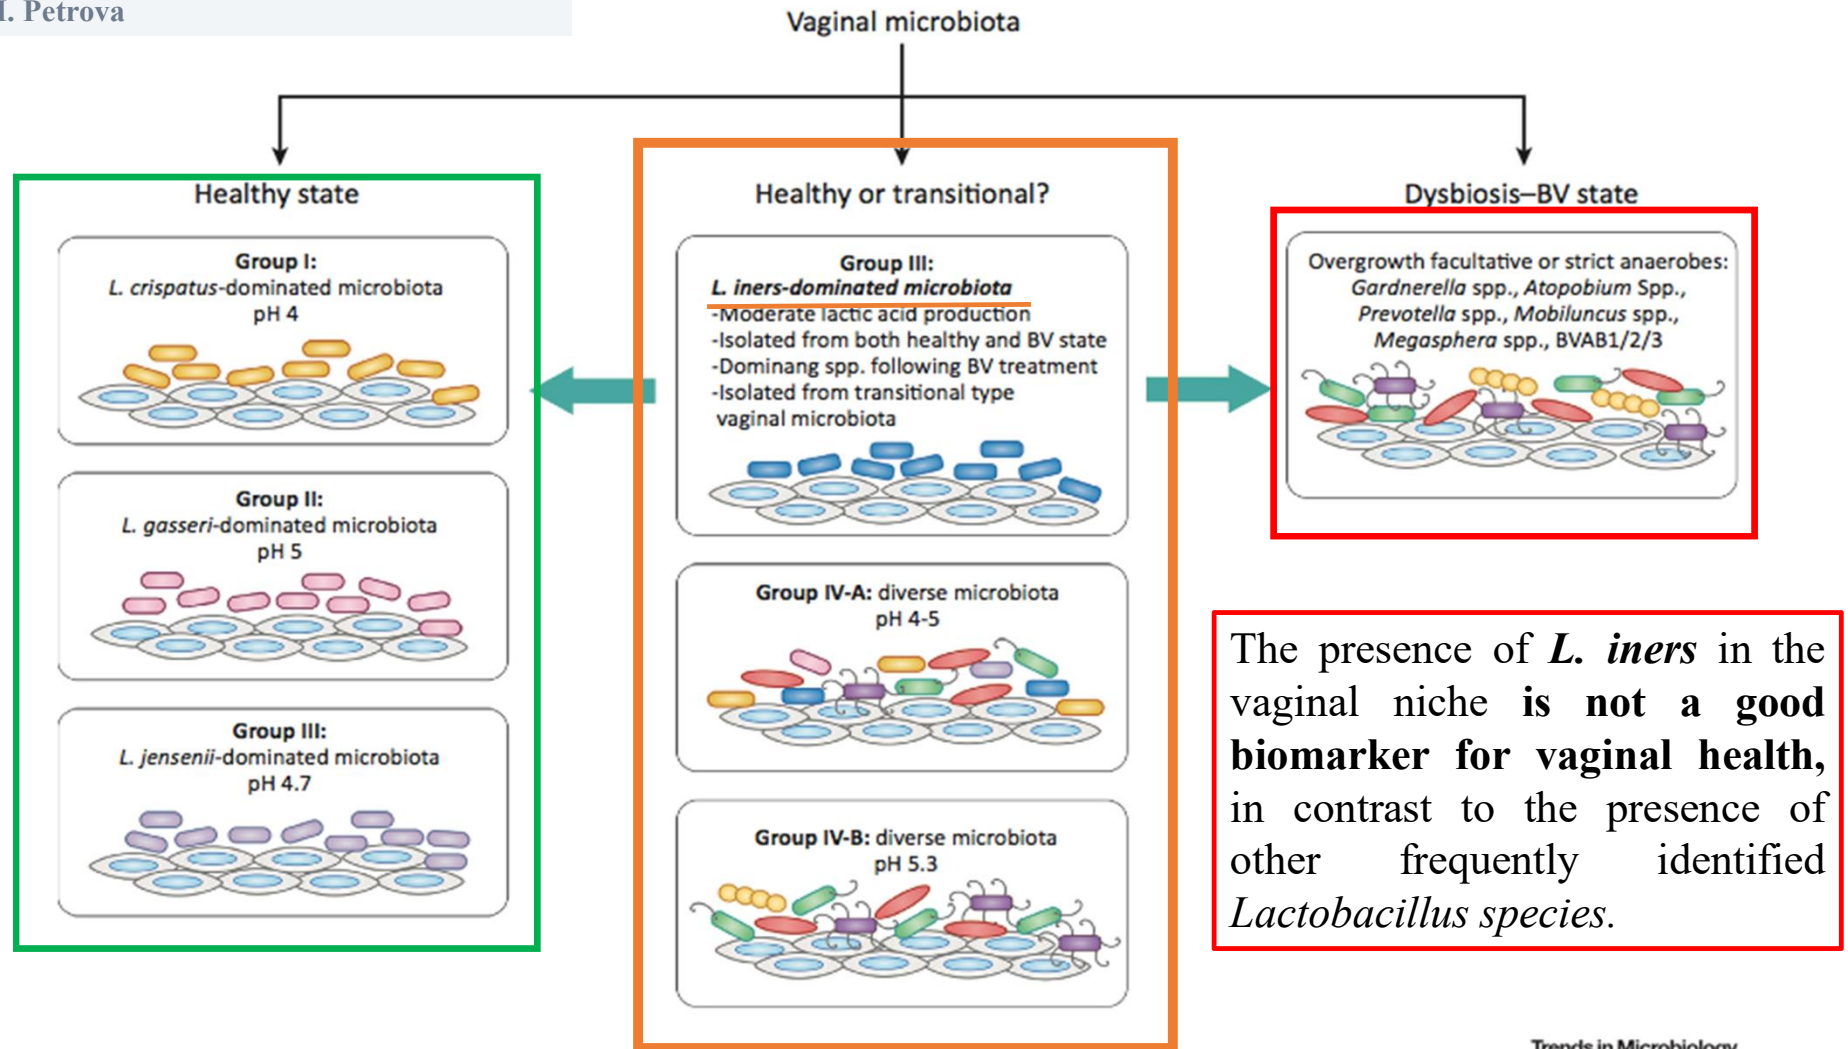 I. Petrova
Vaginal microbiota
Healthy state
Group I:
L. crispatus-dominated microbiota
pH 4
Group II:
L. gasseri-dominated microbiota
pH 5
Group III:
L. jensenii-dominated microbiota
pH 4.7
Healthy or transitional?
Group III:
L. iners-dominated microbiota
-Moderate lactic acid production
-Isolated from both healthy and BV state
-Dominang spp. following BV treatment
-Isolated from transitional type
vaginal microbiota
Group IV-A: diverse microbiota
pH 4-5
Group IV-B: diverse microbiota
pH 5.3
Dysbiosis–BV state
Overgrowth facultative or strict anaerobes:
Gardnerella spp., Atopobium Spp.,
Prevotella spp., Mobiluncus spp.,
Megasphera spp., BVAB1/2/3
The presence of L. iners in the
vaginal niche is not a good
biomarker for vaginal health,
in contrast to the presence of
other frequently identified
Lactobacillus species.
Trends in Microbiology